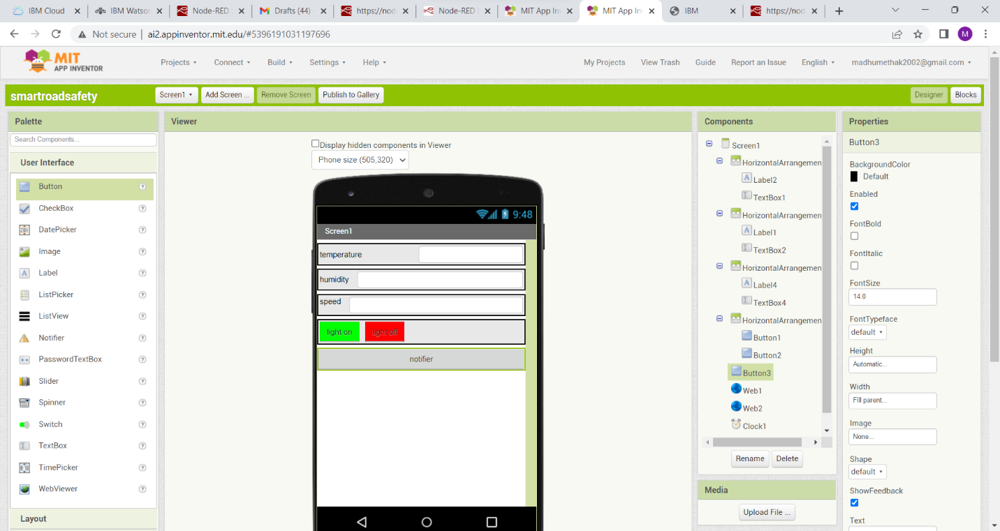 IBM Cloud
IBM Watson
Node-RED :
Drafts (44) -
https://node
Node-RED
MIT App Inv
MIT App Inv
IBM
https://node
Not secure | ai2.appinventor.mit.edu/#5396191031197696
M
MIT
APP INVENTOR
Projects
Connect
Build
Settings
Help
My Projects
View Trash
Guide
Report an Issue
English
madhumethak2002@gmail.com
smartroadsafety
Screen1
Add Screen ...
Remove Screen
Publish to Gallery
Designer
Blocks
Palette
Search Components...
User Interface
Button
CheckBox
DatePicker
Image
Label
ListPicker
ListView
Notifier
PasswordTextBox
Slider
Spinner
Switch
TextBox
TimePicker
WebViewer
Layout
Viewer
Display hidden components in Viewer
Phone size (505,320)
9:48
Screen1
temperature
humidity
speed
light on
light off
notifier
Components
Screen1
HorizontalArrangemen
Label2
TextBox1
HorizontalArrangemen
Label1
TextBox2
HorizontalArrangemen
Label4
TextBox4
HorizontalArrangemen
Button1
Button2
Button3
Web1
Web2
Clock1
Rename
Delete
Media
Upload File ...
Properties
Button3
BackgroundColor
Default
Enabled
FontBold
FontItalic
FontSize
14.0
FontTypeface
default
Height
Automatic...
Width
Fill parent...
Image
None...
Shape
default
ShowFeedback
Text